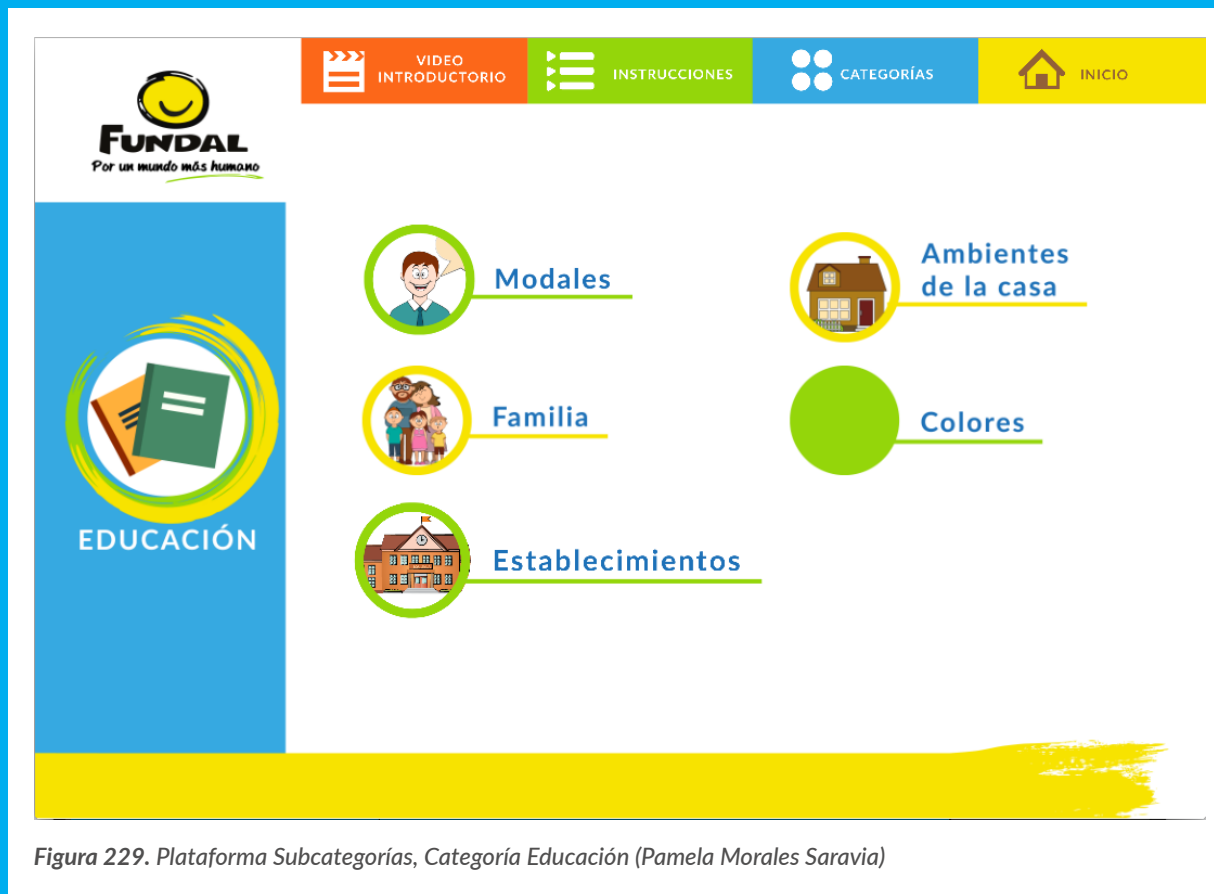 FUNDAL
Por un mundo más humano
VIDEO
INTRODUCTORIO
INSTRUCCIONES
CATEGORÍAS
INICIO
EDUCACIÓN
Modales
Ambientes
de la casa
Familia
Colores
Establecimientos
Figura 229. Plataforma Subcategorías, Categoría Educación (Pamela Morales Saravia)